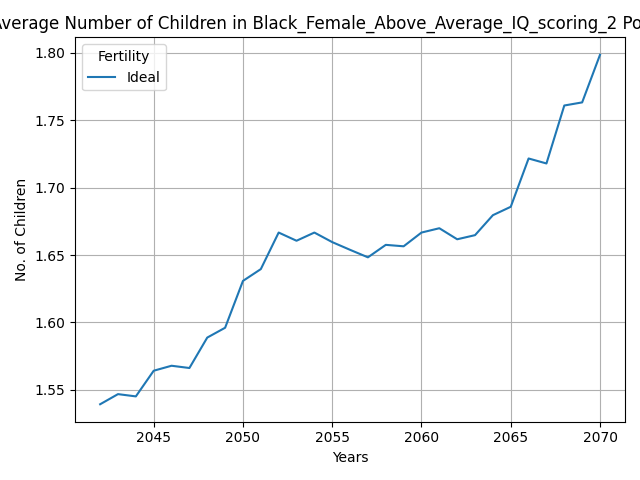 Average Number of Children in Black_Female_Above_Average_IQ_scoring_2 Po
Fertility
Ideal
No. of Children
1.80
1.75
1.70
1.65
1.60
1.55
2045 2050 2055 2060 2065 2070
Years